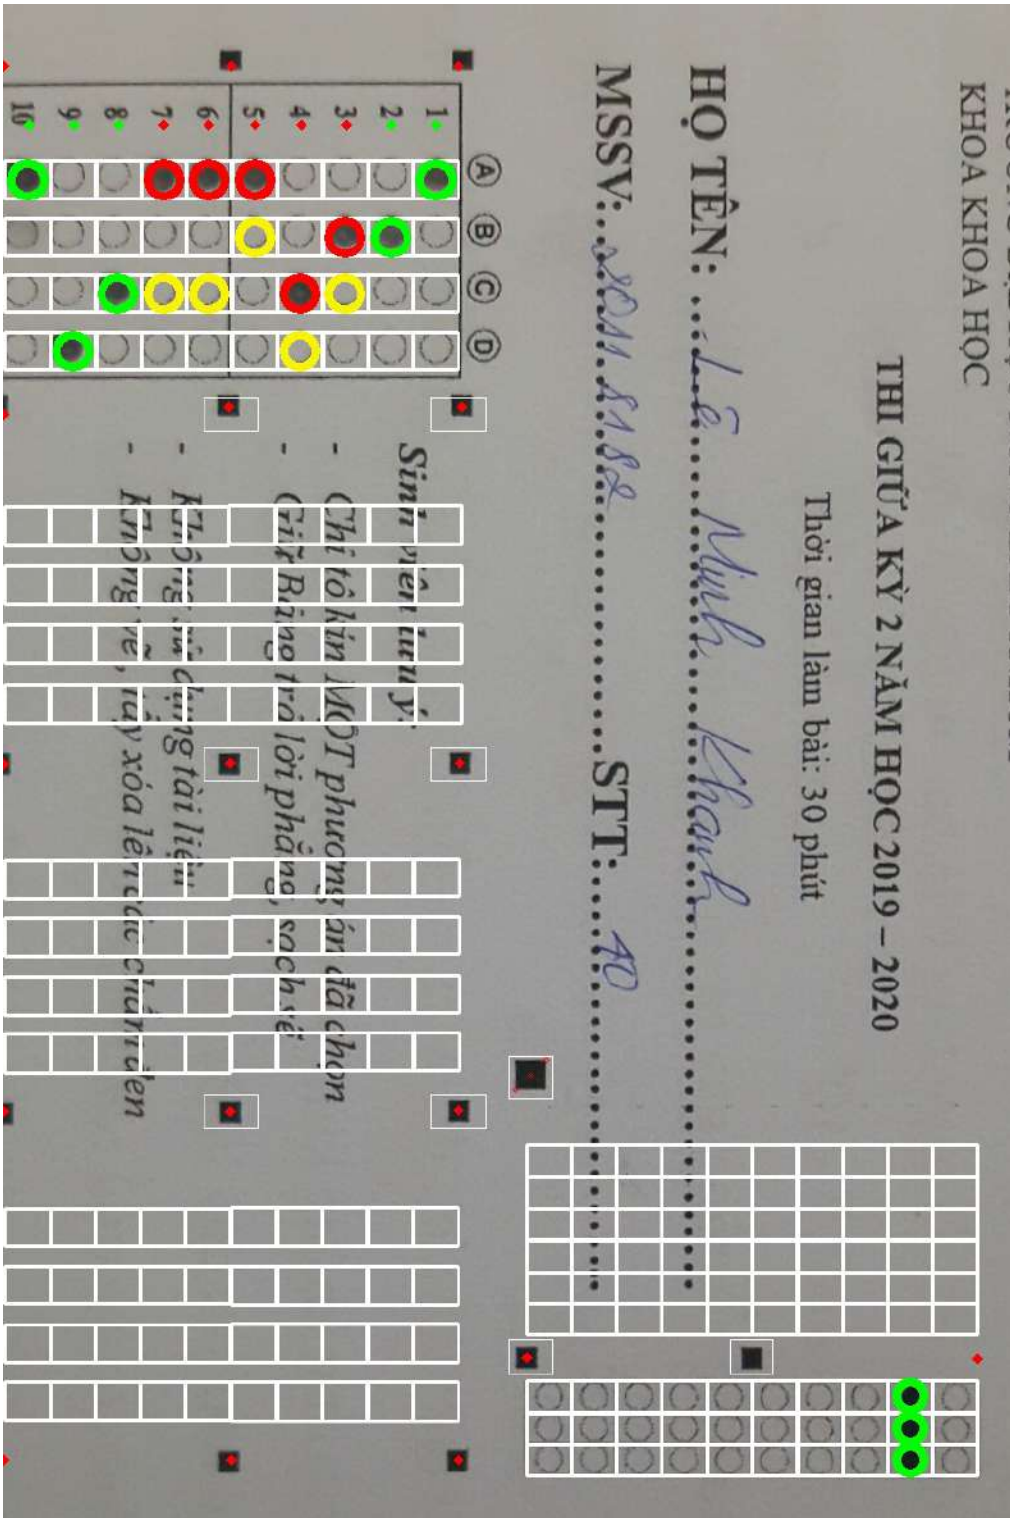 KHOA KHOA HỌC
THI GIỮA KỲ 2 NĂM HỌC 2019 – 2020
Thời gian làm bài: 30 phút
HỌ TÊN: Lê Minh Khanh
MSSV: STT: 40
Sinh viên lưu ý:
- Chỉ tô kín MỘT phương án đã chọn
- Giữ Bảng trả lời phẳng, sạch sẽ
- Không sử dụng tài liệu
- Không vẽ, tẩy xóa lên các chấm đen
A B C D
1
2
3
4
5
6
7
8
9
10